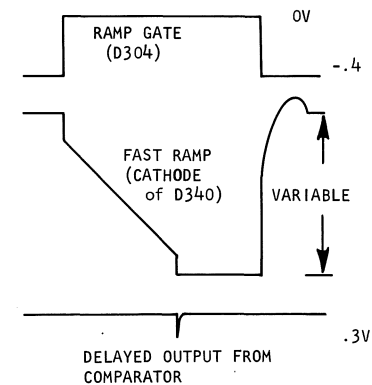 0V
RAMP GATE
(D304)
-.4
FAST RAMP
(CATHODE
of D340)
VARIABLE
.3V
DELAYED OUTPUT FROM
COMPARATOR